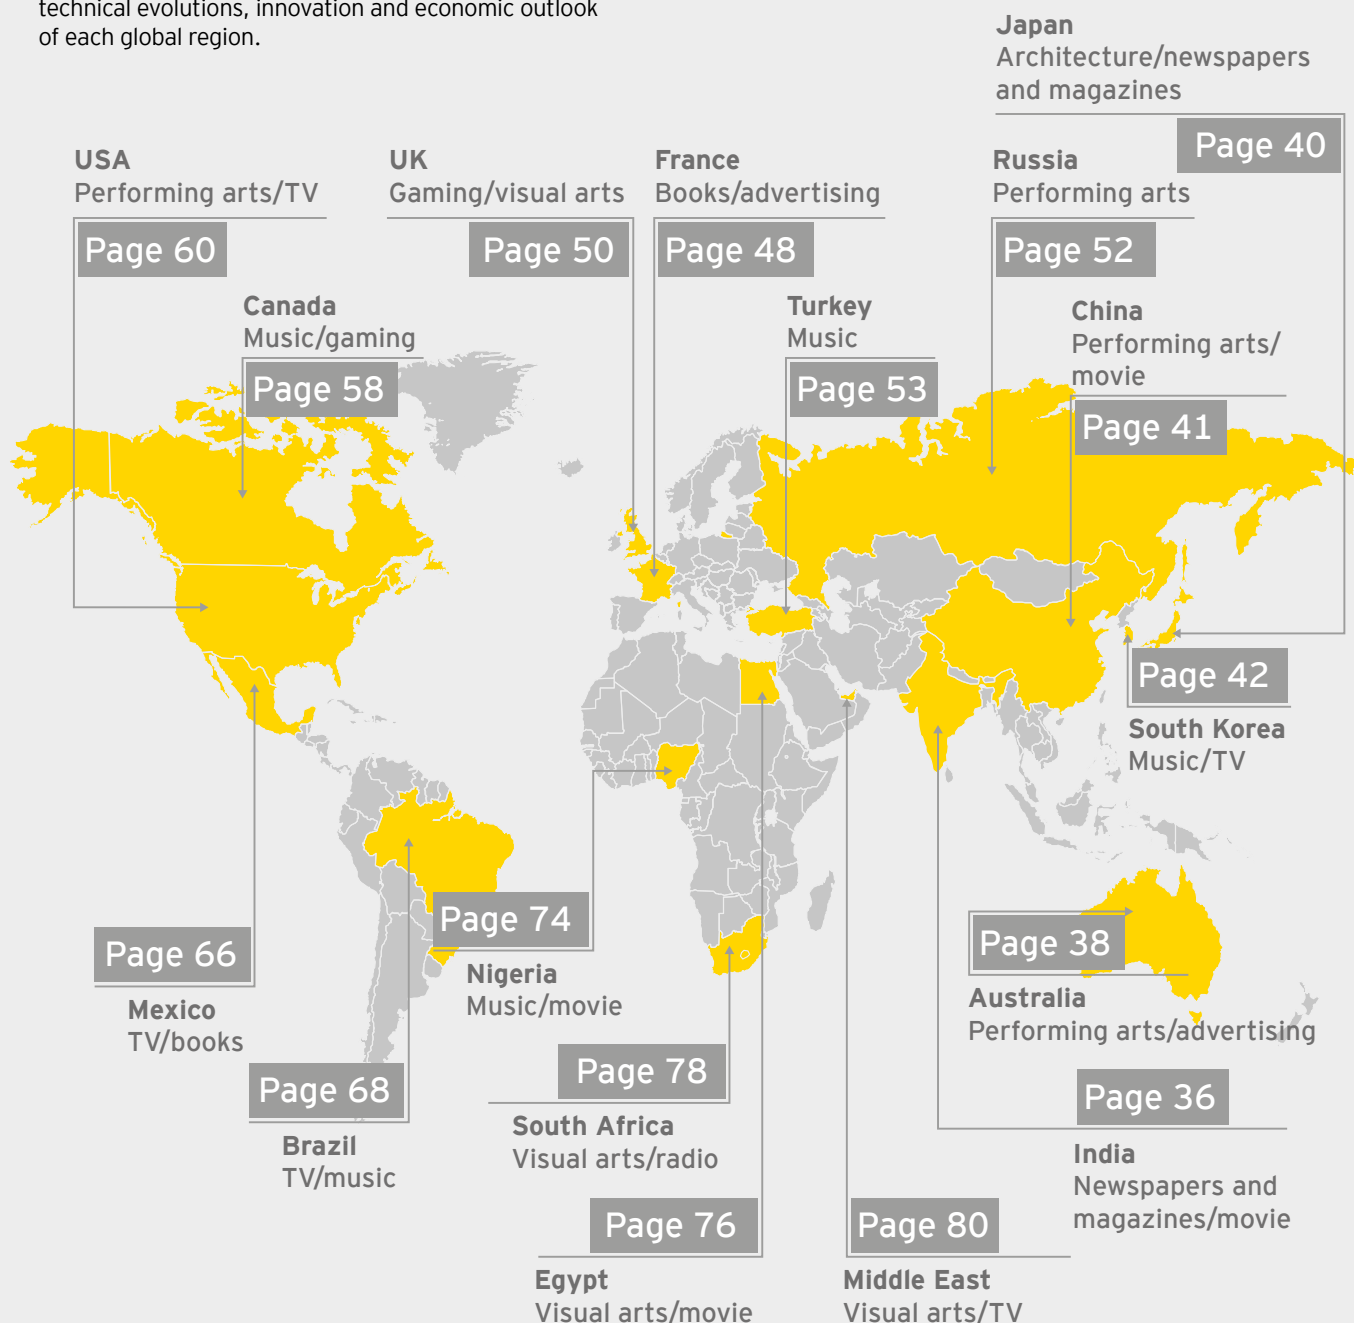 technical evolutions, innovation and economic outlook
of each global region.
Japan
Architecture/newspapers
and magazines
Page 40
USA
Performing arts/TV
Page 60
UK
Gaming/visual arts
Page 50
France
Books/advertising
Page 48
Russia
Performing arts
Page 52
Canada
Music/gaming
Page 58
Turkey
Music
Page 53
China
Performing arts/
movie
Page 41
Page 42
South Korea
Music/TV
Page 74
Nigeria
Music/movie
Page 38
Australia
Performing arts/advertising
Page 66
Mexico
TV/books
Page 68
Brazil
TV/music
Page 78
South Africa
Visual arts/radio
Page 36
India
Newspapers and
magazines/movie
Page 76
Egypt
Visual arts/movie
Page 80
Middle East
Visual arts/TV